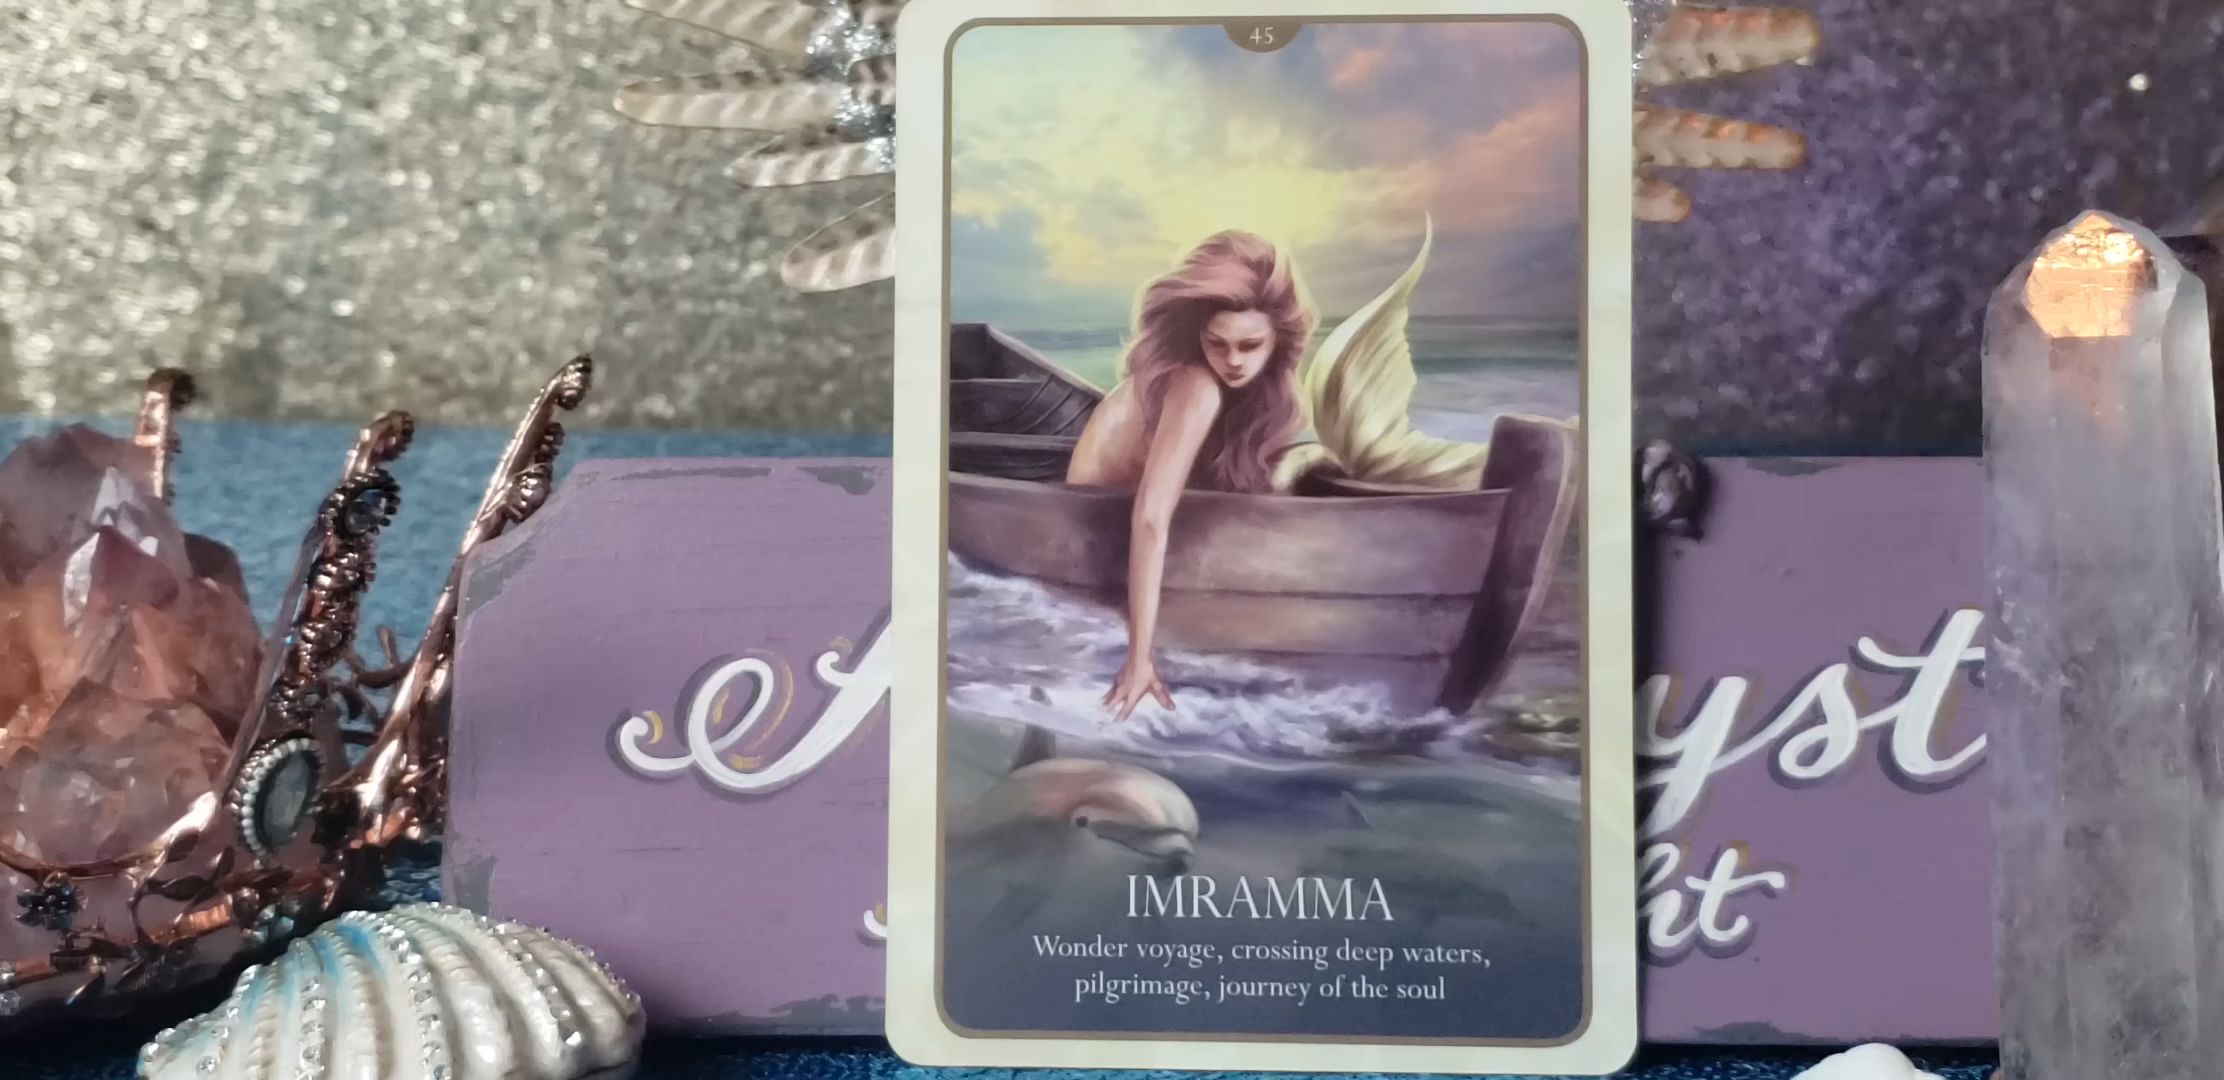 45
IMRAMMA
Wonder voyage, crossing deep waters,
pilgrimage, journey of the soul